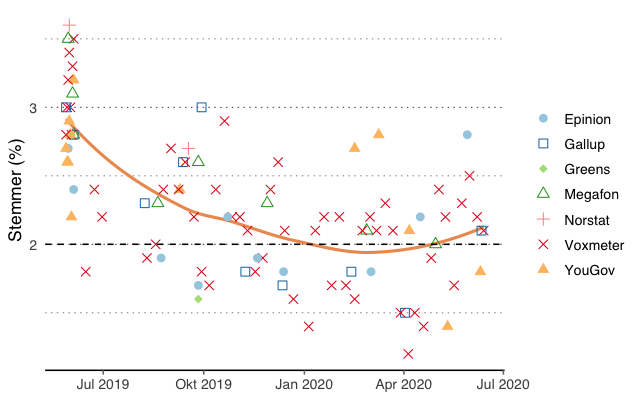 Stemmer (%)
3
2
Jul 2019
Okt 2019
Jan 2020
Apr 2020
Jul 2020
Epinion
Gallup
Greens
Megafon
Norstat
Voxmeter
YouGov